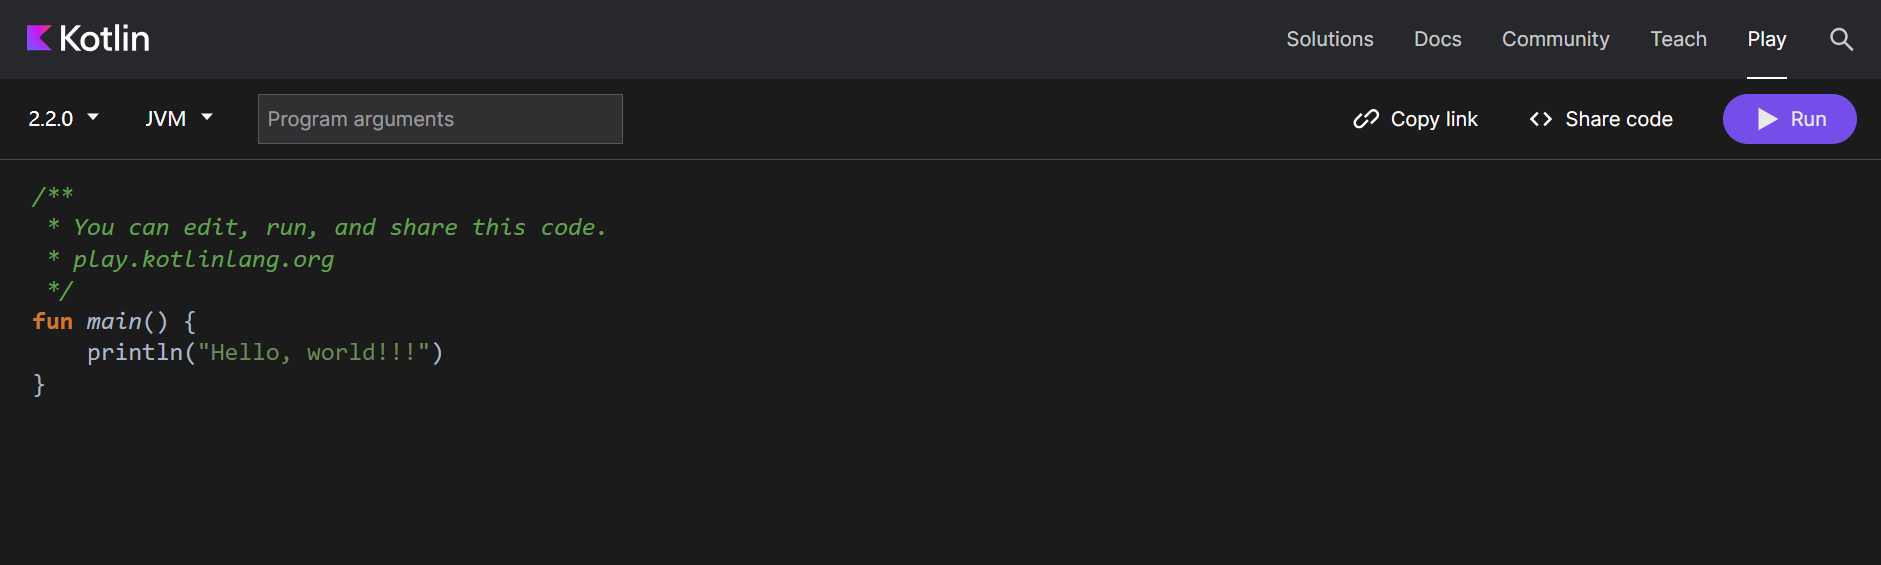 Kotlin
Solutions Docs Community Teach Play
2.2.0 JVM Program arguments Copy link Share code Run
/**
 * You can edit, run, and share this code.
 * play.kotlinlang.org
 */
fun main() {
    println("Hello, world!!!")
}